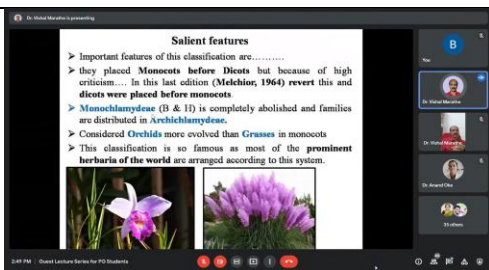 Dr. Vishal Marathe is presenting
Salient features
➤ Important features of this classification are……….
➤ they placed Monocots before Dicots but because of high
criticism…. In this last edition (Melchior, 1964) revert this and
dicots were placed before monocots.
➤ Monochlamydeae (B & H) is completely abolished and families
are distributed in Archichlamydeae.
➤ Considered Orchids more evolved than Grasses in monocots
➤ This classification is so famous as most of the prominent
herbaria of the world are arranged according to this system.
B
You
Dr. Vishal Marathe
Dr. Vishal Marathe
Dr. Anand Oka
35 others
2:49 PM | Guest Lecture Series for PG Students